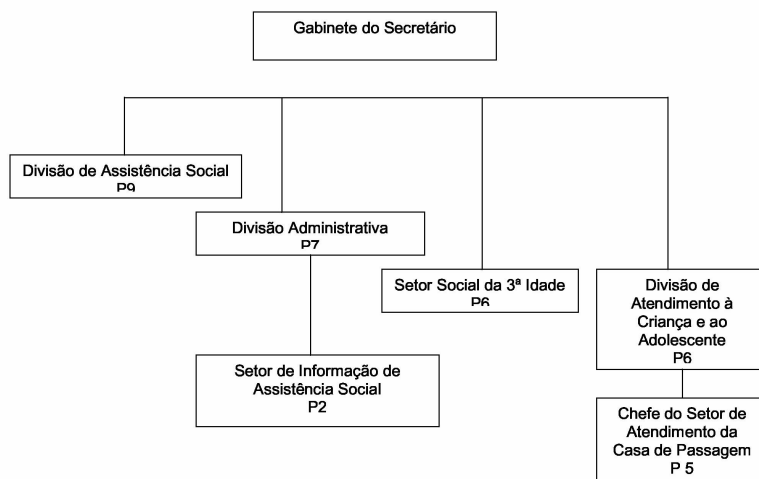 Gabinete do Secretário
Divisão de Assistência Social
P9
Divisão Administrativa
P7
Setor Social da 3ª Idade
P6
Divisão de
Atendimento à
Criança e ao
Adolescente
P6
Setor de Informação de
Assistência Social
P2
Chefe do Setor de
Atendimento da
Casa de Passagem
P 5